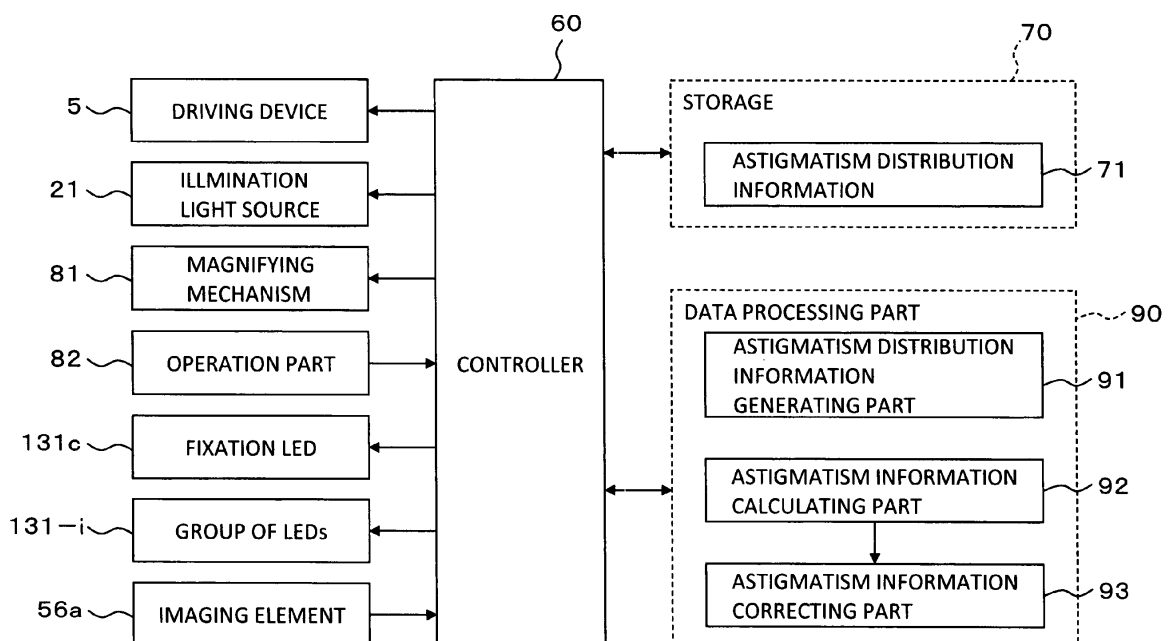 60
70
5
DRIVING DEVICE
STORAGE
21
ILLMINATION
LIGHT SOURCE
ASTIGMATISM DISTRIBUTION
INFORMATION
71
81
MAGNIFYING
MECHANISM
DATA PROCESSING PART
90
82
OPERATION PART
CONTROLLER
ASTIGMATISM DISTRIBUTION
INFORMATION
GENERATING PART
91
131c
FIXATION LED
ASTIGMATISM INFORMATION
CALCULATING PART
92
131-i
GROUP OF LEDs
56a
IMAGING ELEMENT
ASTIGMATISM INFORMATION
CORRECTING PART
93